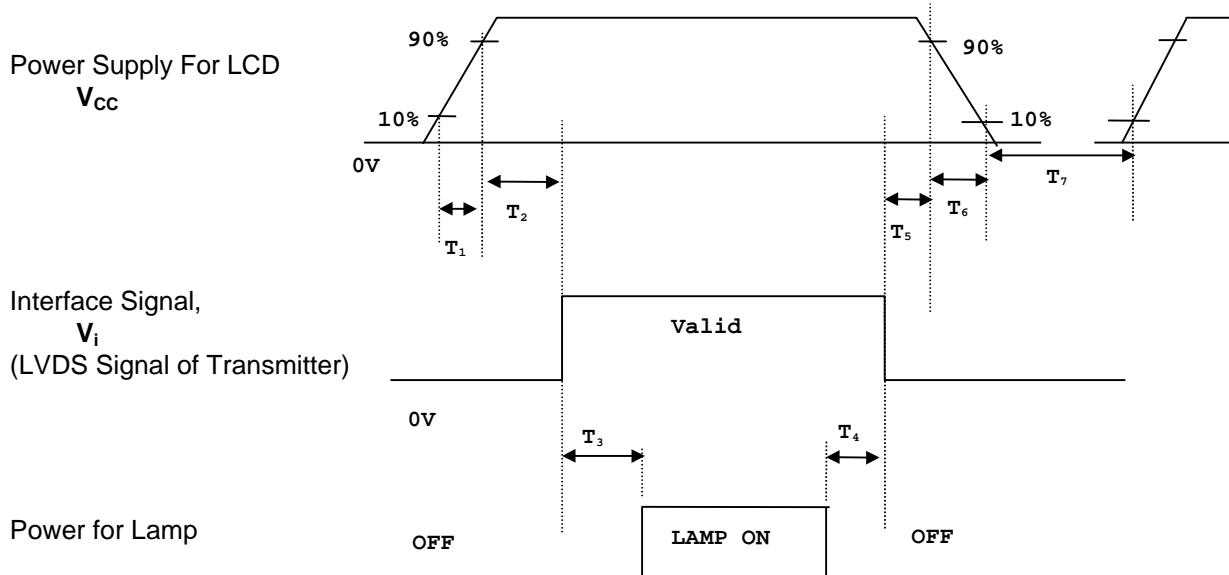 90%
90%
Power Supply For LCD
VCC
10%
10%
0V
T7
T2
T6
T5
T1
Interface Signal,
Vi
(LVDS Signal of Transmitter)
Valid
0V
T3
T4
Power for Lamp
OFF
LAMP ON
OFF